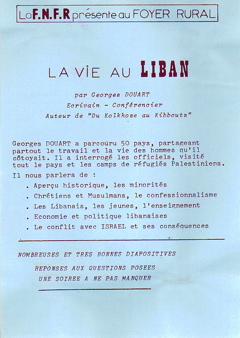 La F.N.F.R présente au FOYER RURAL
LA VIE AU LIBAN
par Georges DOUART
Ecrivain - Conférencier
Auteur de "Du Kolkhose au Kibboutz"
Georges DOUART a parcouru 50 pays, partageant
partout le travail et la vie des hommes qu'il
côtoyait. Il a interrogé les officiels, visité
tout le pays et les camps de réfugiés Palestiniens.
Il nous parlera de :
. Aperçu historique, les minorités
. Chrétiens et Musulmans, le confessionnalisme
. Les Libanais, les jeunes, l'enseignement
. Economie et politique libanaises
. Le conflit avec ISRAEL et ses conséquences
NOMBREUSES ET TRES BONNES DIAPOSITIVES
REPONSES AUX QUESTIONS POSEES
UNE SOIREE A NE PAS MANQUER